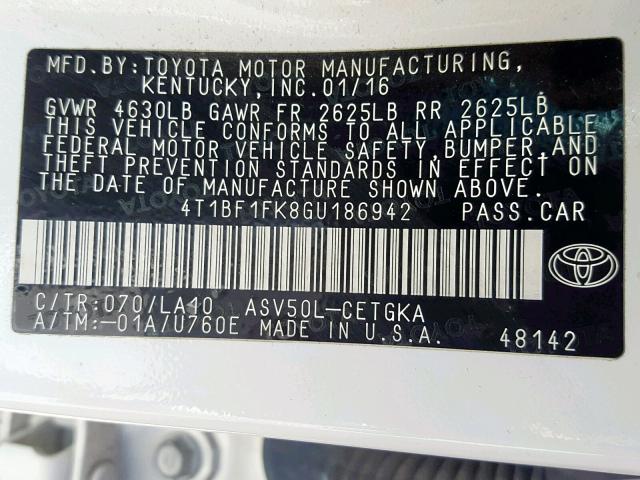 MFD.BY:TOYOTA MOTOR MANUFACTURING,
KENTUCKY,INC.01/16
GVWR 4630LB GAWR FR 2625LB RR 2625LB
THIS VEHICLE CONFORMS TO ALL APPLICABLE
FEDERAL MOTOR VEHICLE SAFETY,BUMPER,AND
THEFT PREVENTION STANDARDS IN EFFECT ON
THE DATE OF MANUFACTURE SHOWN ABOVE.
4T1BF1FK8GU186942 PASS.CAR
C/TR:070/LA40 ASV50L-CETGKA
A/TM:-01A/U760E MADE IN U.S.A.
48142